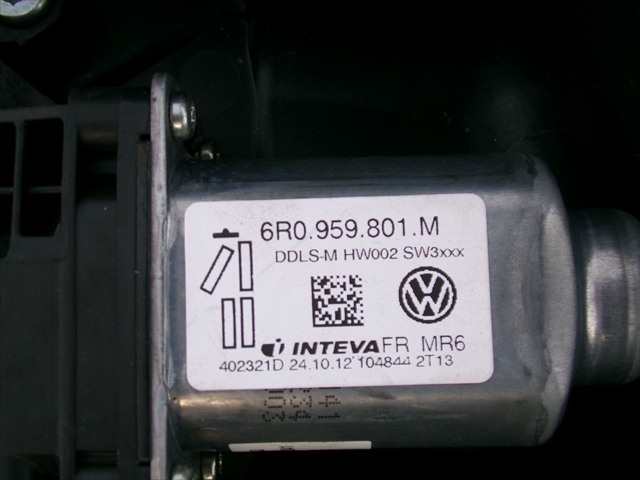 6R0.959.801.M
DDLS-M HW002 SW3xxx
INTEVA FR MR6
402321D 24.10.12 104844 2T13